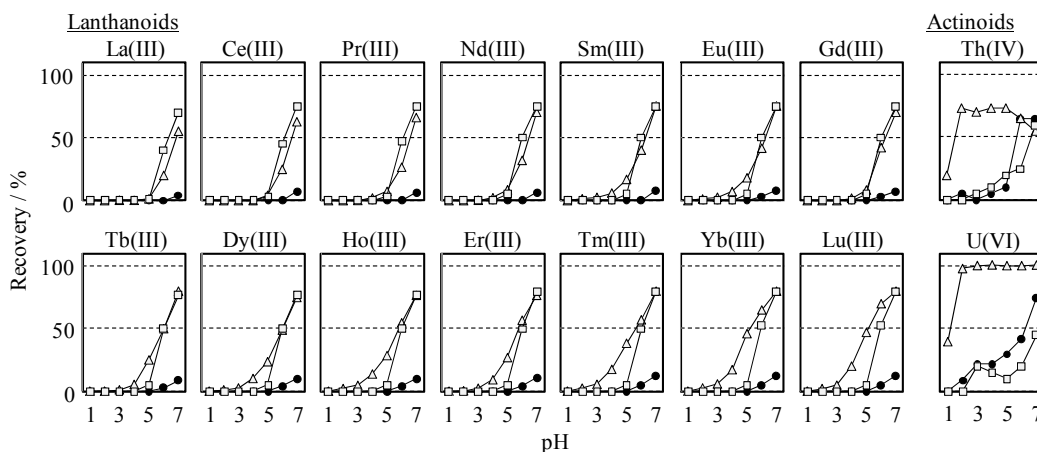 Lanthanoids Actinoids
La(III) Ce(III) Pr(III) Nd(III) Sm(III) Eu(III) Gd(III) Th(IV)
100
50
0
Tb(III) Dy(III) Ho(III) Er(III) Tm(III) Yb(III) Lu(III) U(VI)
100
50
0
1 3 5 7 1 3 5 7 1 3 5 7 1 3 5 7 1 3 5 7 1 3 5 7 1 3 5 7 1 3 5 7
Recovery / %
pH